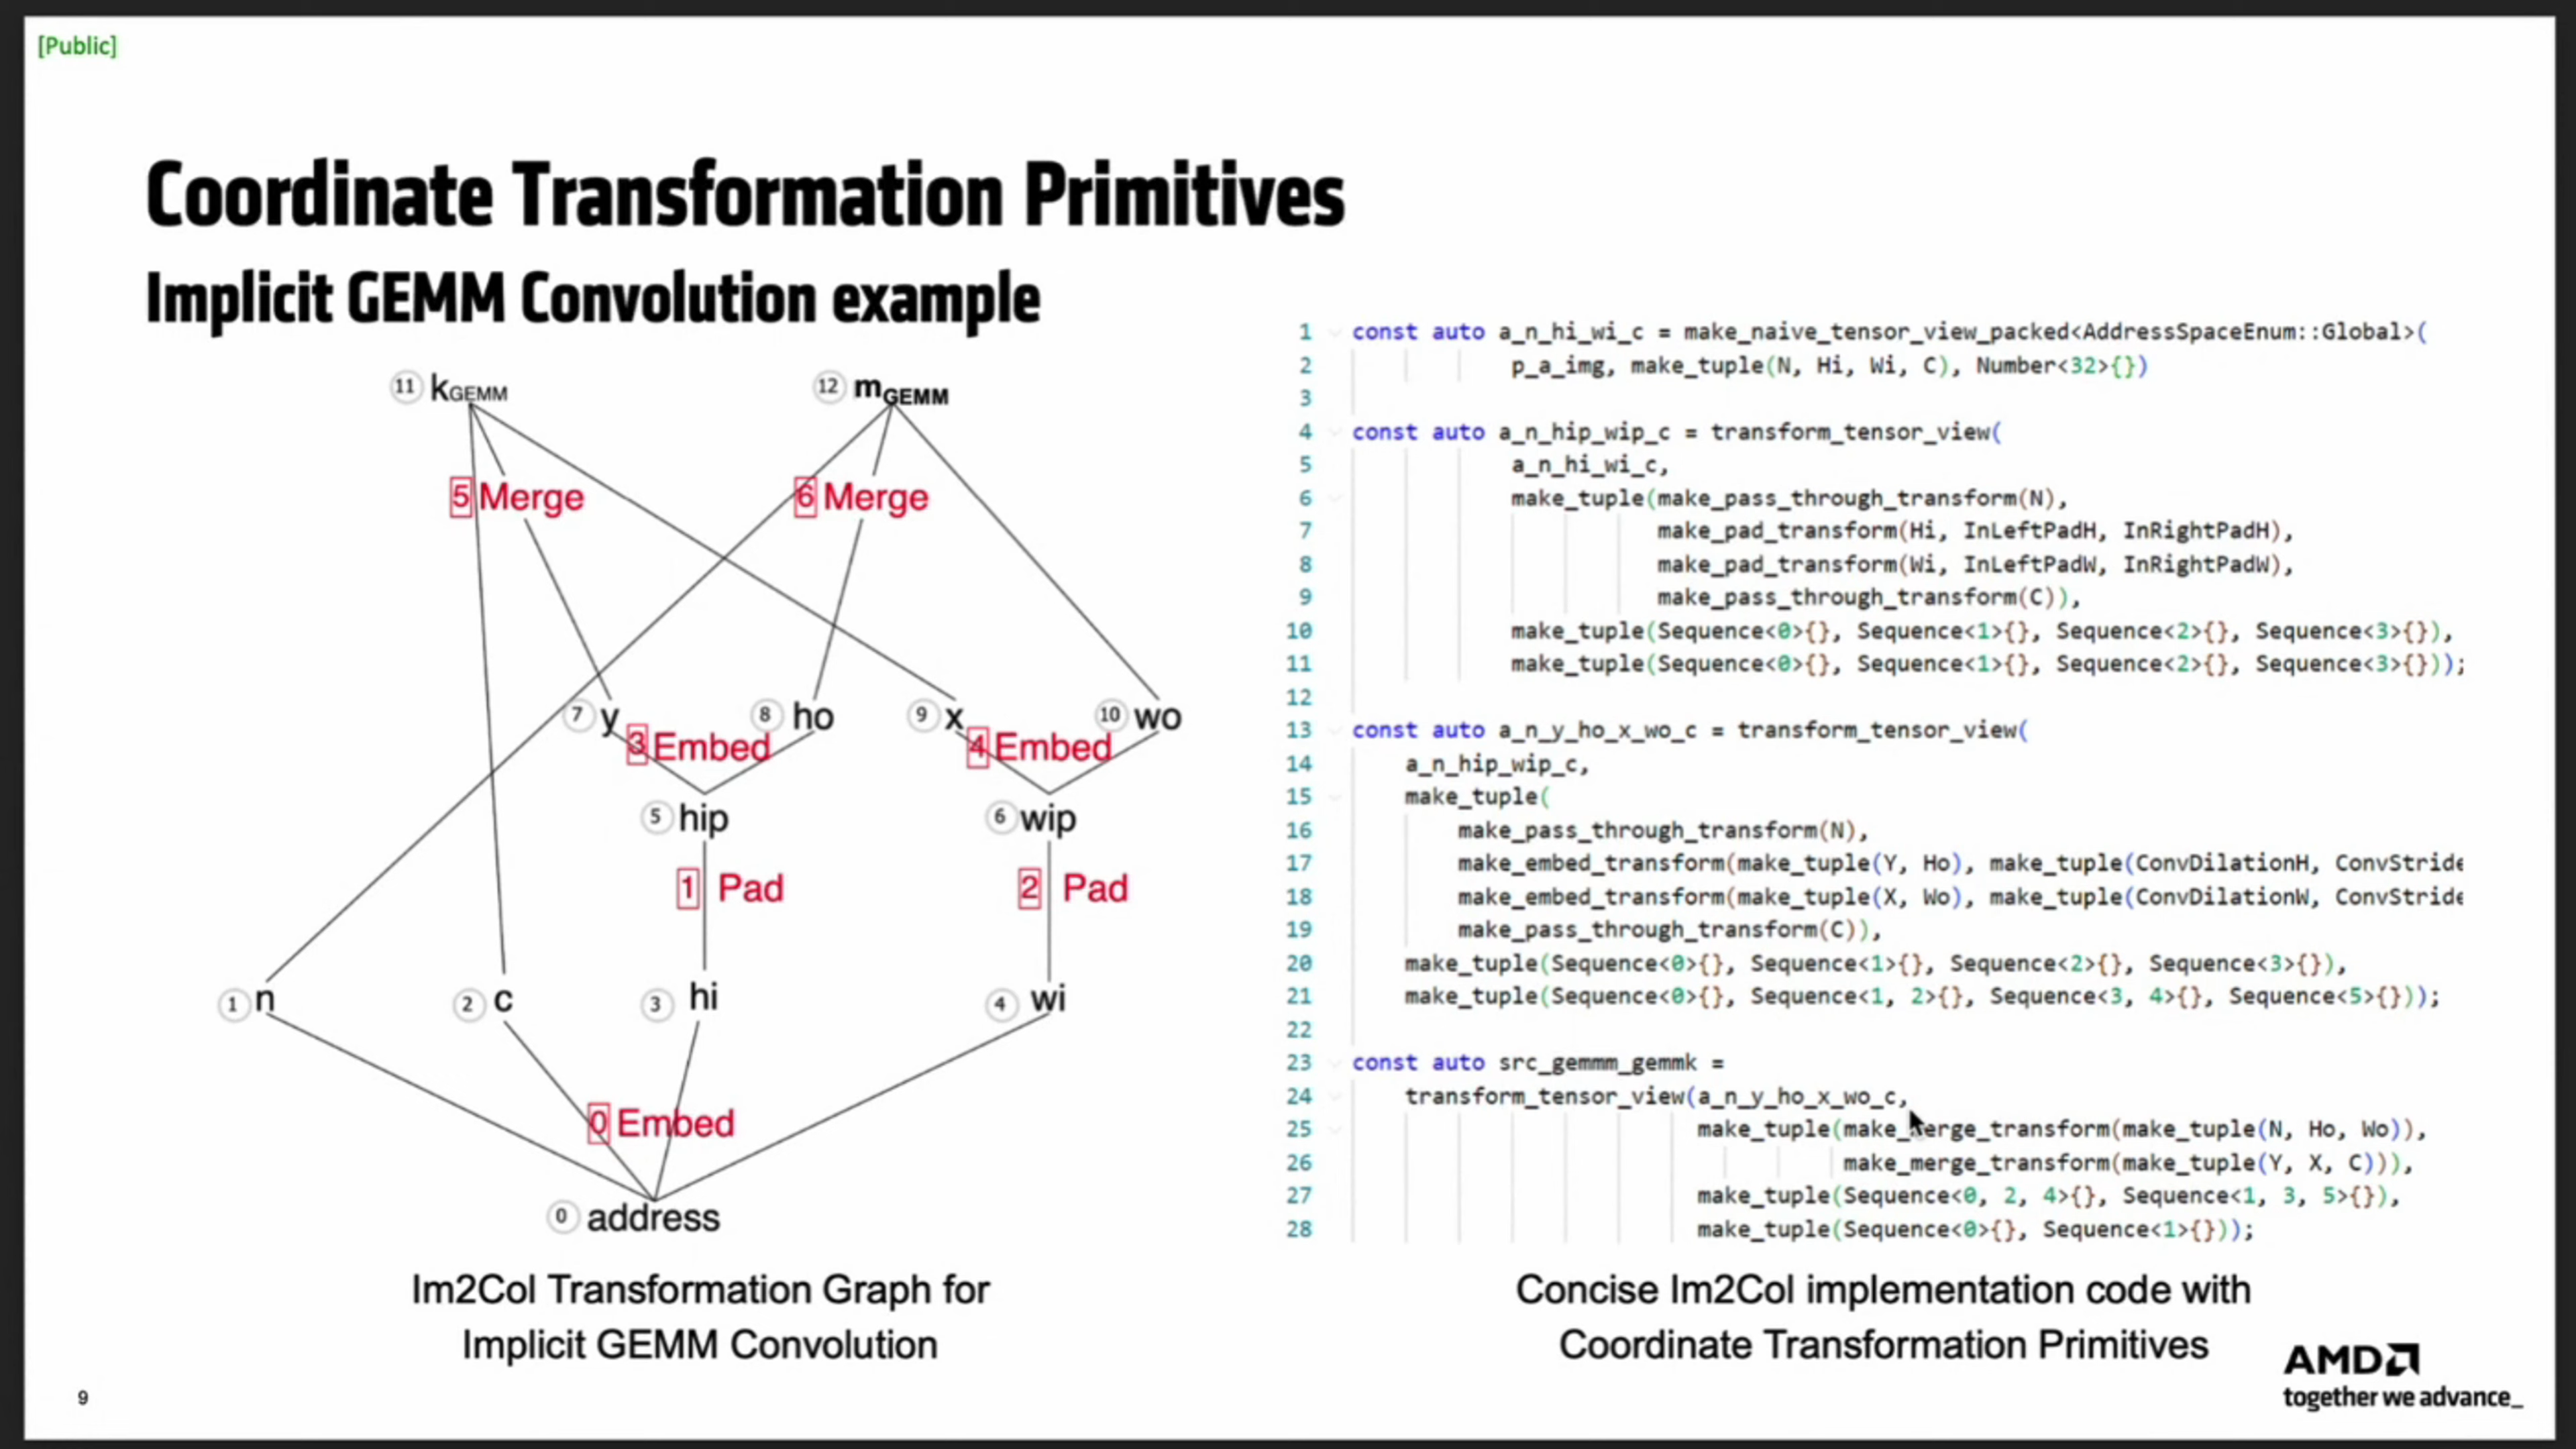 [Public]
Coordinate Transformation Primitives
Implicit GEMM Convolution example
11 kGEMM
12 mGEMM
5 Merge
6 Merge
7 y
8 ho
9 x
10 wo
3 Embed
4 Embed
5 hip
6 wip
1 Pad
2 Pad
1 n
2 c
3 hi
4 wi
0 Embed
0 address
Im2Col Transformation Graph for
Implicit GEMM Convolution
1 const auto a_n_hi_wi_c = make_naive_tensor_view_packed<AddressSpaceEnum::Global>(
2 p_a_img, make_tuple(N, Hi, Wi, C), Number<32>{})
3
4 const auto a_n_hip_wip_c = transform_tensor_view(
5 a_n_hi_wi_c,
6 make_tuple(make_pass_through_transform(N),
7 make_pad_transform(Hi, InLeftPadH, InRightPadH),
8 make_pad_transform(Wi, InLeftPadW, InRightPadW),
9 make_pass_through_transform(C)),
10 make_tuple(Sequence<0>{}, Sequence<1>{}, Sequence<2>{}, Sequence<3>{}),
11 make_tuple(Sequence<0>{}, Sequence<1>{}, Sequence<2>{}, Sequence<3>{}));
12
13 const auto a_n_y_ho_x_wo_c = transform_tensor_view(
14 a_n_hip_wip_c,
15 make_tuple(
16 make_pass_through_transform(N),
17 make_embed_transform(make_tuple(Y, Ho), make_tuple(ConvDilationH, ConvStride
18 make_embed_transform(make_tuple(X, Wo), make_tuple(ConvDilationW, ConvStride
19 make_pass_through_transform(C)),
20 make_tuple(Sequence<0>{}, Sequence<1>{}, Sequence<2>{}, Sequence<3>{}),
21 make_tuple(Sequence<0>{}, Sequence<1, 2>{}, Sequence<3, 4>{}, Sequence<5>{}));
22
23 const auto src_gemmm_gemmk =
24 transform_tensor_view(a_n_y_ho_x_wo_c,
25 make_tuple(make_merge_transform(make_tuple(N, Ho, Wo)),
26 make_merge_transform(make_tuple(Y, X, C))),
27 make_tuple(Sequence<0, 2, 4>{}, Sequence<1, 3, 5>{}),
28 make_tuple(Sequence<0>{}, Sequence<1>{}));
Concise Im2Col implementation code with
Coordinate Transformation Primitives
AMD
together we advance_
9